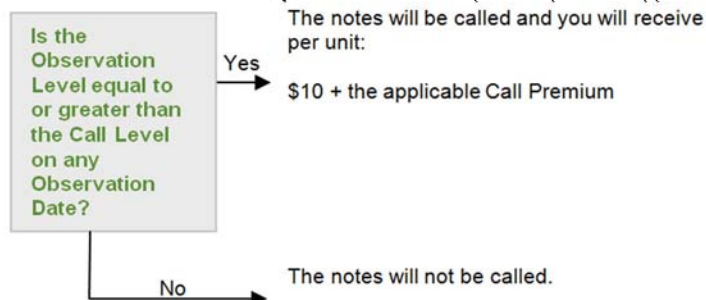 Is the
Observation
Level equal to
or greater than
the Call Level
on any
Observation
Date?
Yes
The notes will be called and you will receive
per unit:
$10 + the applicable Call Premium
No
The notes will not be called.